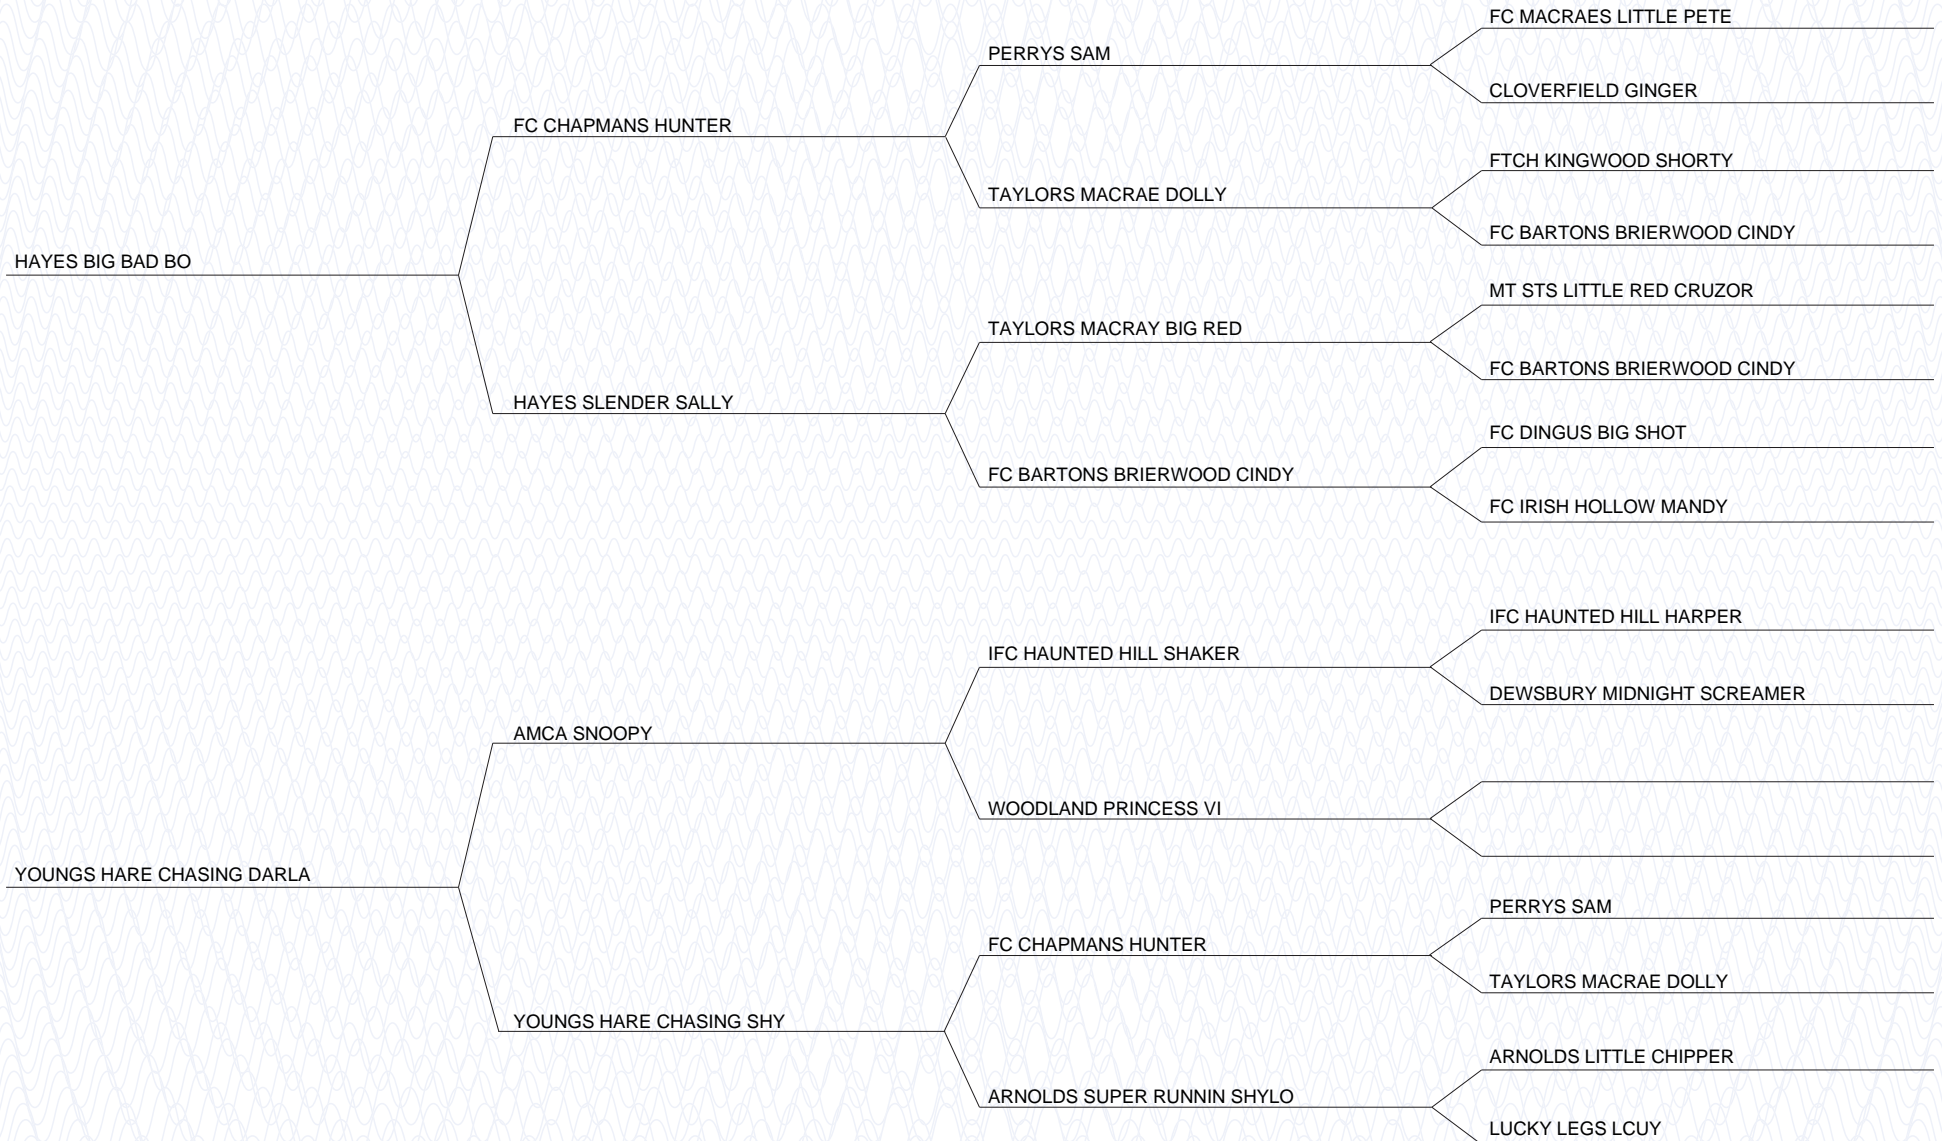 HAYES BIG BAD BO
FC CHAPMANS HUNTER
PERRYS SAM
FC MACRAES LITTLE PETE
CLOVERFIELD GINGER
TAYLORS MACRAE DOLLY
FTCH KINGWOOD SHORTY
FC BARTONS BRIERWOOD CINDY
HAYES SLENDER SALLY
TAYLORS MACRAY BIG RED
MT STS LITTLE RED CRUZOR
FC BARTONS BRIERWOOD CINDY
FC BARTONS BRIERWOOD CINDY
FC DINGUS BIG SHOT
FC IRISH HOLLOW MANDY
YOUNGS HARE CHASING DARLA
AMCA SNOOPY
IFC HAUNTED HILL SHAKER
IFC HAUNTED HILL HARPER
DEWSBURY MIDNIGHT SCREAMER
WOODLAND PRINCESS VI
YOUNGS HARE CHASING SHY
FC CHAPMANS HUNTER
PERRYS SAM
TAYLORS MACRAE DOLLY
ARNOLDS SUPER RUNNIN SHYLO
ARNOLDS LITTLE CHIPPER
LUCKY LEGS LCUY